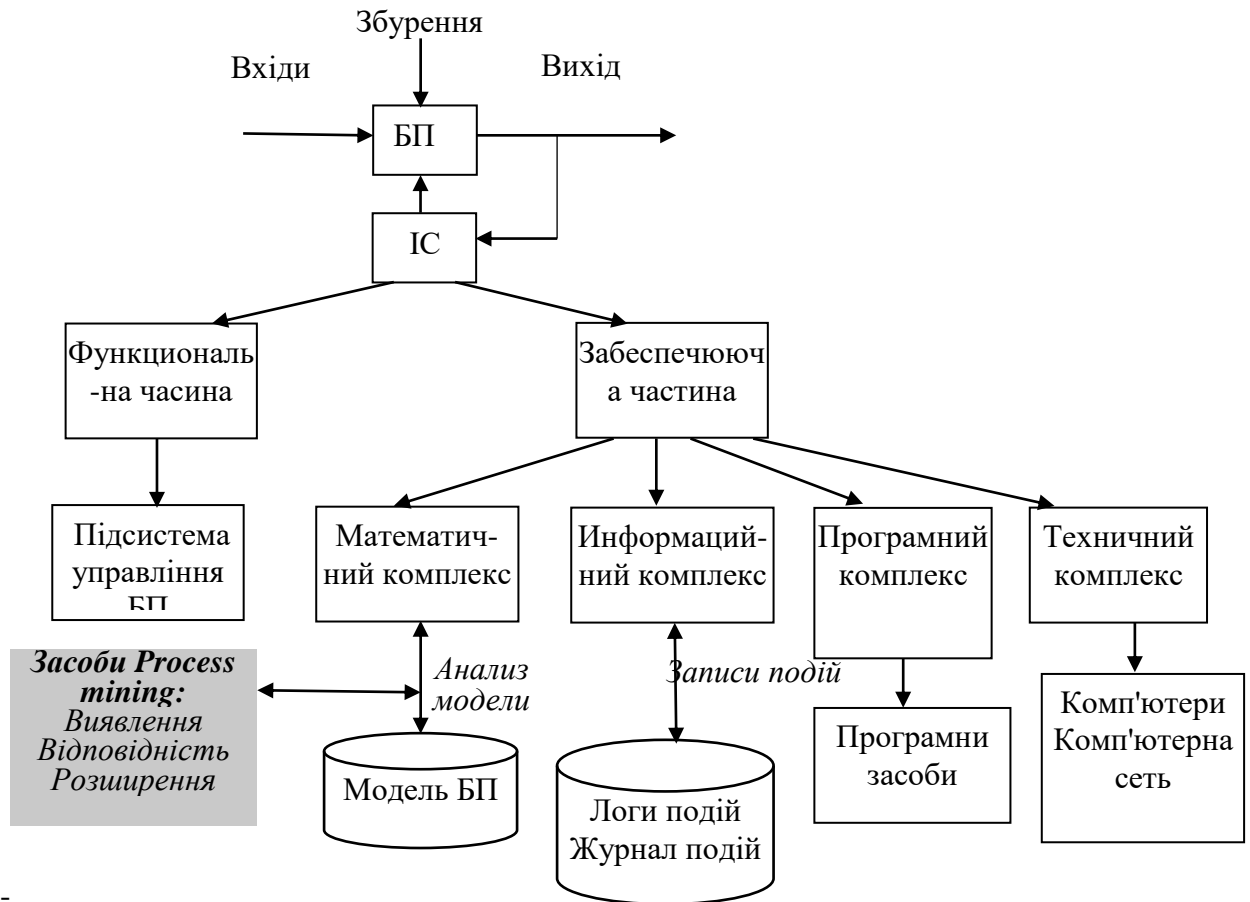 Збурення
Вхіди
Вихід
БП
ІС
Функциональ
-на часина
Забеспечуюоч
а частина
Підсистема
управління
БП
Математич-
ний комплекс
Информаций-
ний комплекс
Програмний
комплекс
Техничний
комплекс
Засоби Process
mining:
Виявлення
Відповідність
Розширення
Анализ
модели
Записи подій
Модель БП
Логи подій
Журнал подій
Програмни
засоби
Комп'ютери
Комп'ютерна
сеть
-